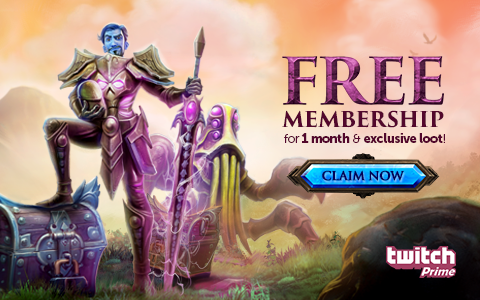 FREE
MEMBERSHIP
for 1 month & exclusive loot!
CLAIM NOW
twitch
Prime